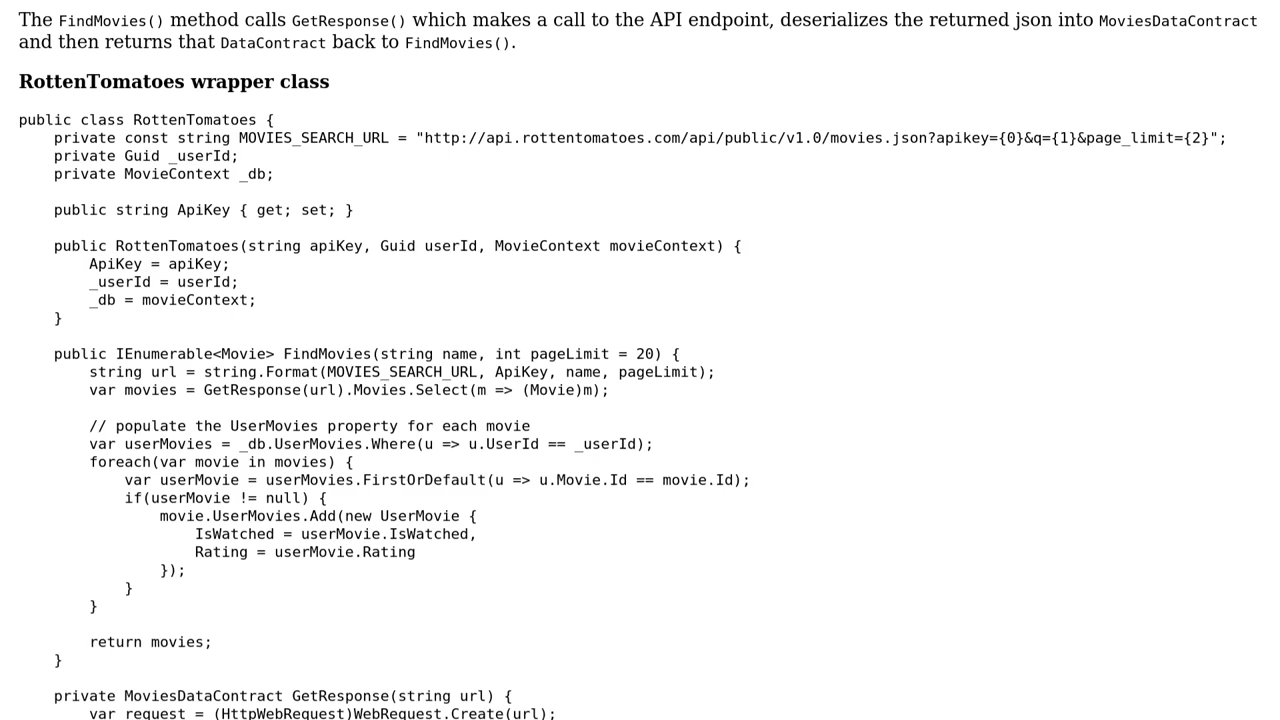 The FindMovies() method calls GetResponse() which makes a call to the API endpoint, deserializes the returned json into MoviesDataContract
and then returns that DataContract back to FindMovies().
RottenTomatoes wrapper class
public class RottenTomatoes {
    private const string MOVIES_SEARCH_URL = "http://api.rottentomatoes.com/api/public/v1.0/movies.json?apikey={0}&q={1}&page_limit={2}";
    private Guid _userId;
    private MovieContext _db;

    public string ApiKey { get; set; }

    public RottenTomatoes(string apiKey, Guid userId, MovieContext movieContext) {
        ApiKey = apiKey;
        _userId = userId;
        _db = movieContext;
    }

    public IEnumerable<Movie> FindMovies(string name, int pageLimit = 20) {
        string url = string.Format(MOVIES_SEARCH_URL, ApiKey, name, pageLimit);
        var movies = GetResponse(url).Movies.Select(m => (Movie)m);

        // populate the UserMovies property for each movie
        var userMovies = _db.UserMovies.Where(u => u.UserId == _userId);
        foreach(var movie in movies) {
            var userMovie = userMovies.FirstOrDefault(u => u.Movie.Id == movie.Id);
            if(userMovie != null) {
                movie.UserMovies.Add(new UserMovie {
                    IsWatched = userMovie.IsWatched,
                    Rating = userMovie.Rating
                });
            }
        }

        return movies;
    }

    private MoviesDataContract GetResponse(string url) {
        var request = (HttpWebRequest)WebRequest.Create(url);